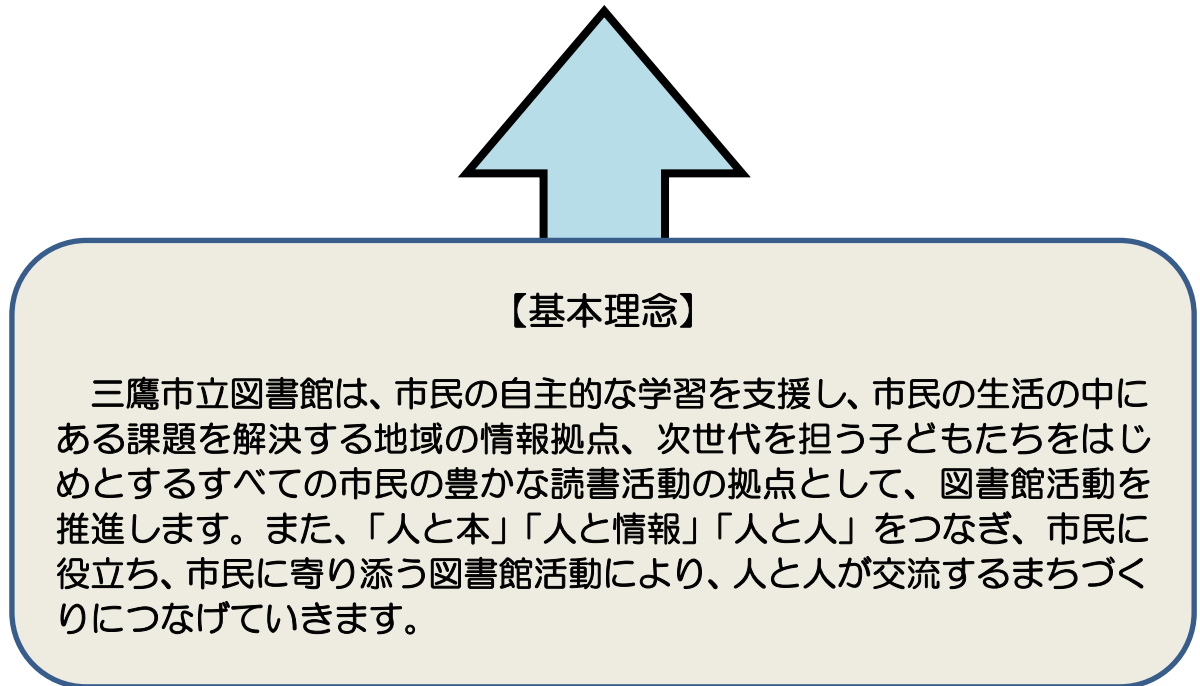 【基本理念】
　三鷹市立図書館は、市民の自主的な学習を支援し、市民の生活の中に
ある課題を解決する地域の情報拠点、次世代を担う子どもたちをはじ
めとするすべての市民の豊かな読書活動の拠点として、図書館活動を
推進します。また、「人と本」「人と情報」「人と人」をつなぎ、市民に
役立ち、市民に寄り添う図書館活動により、人と人が交流するまちづく
りにつなげていきます。